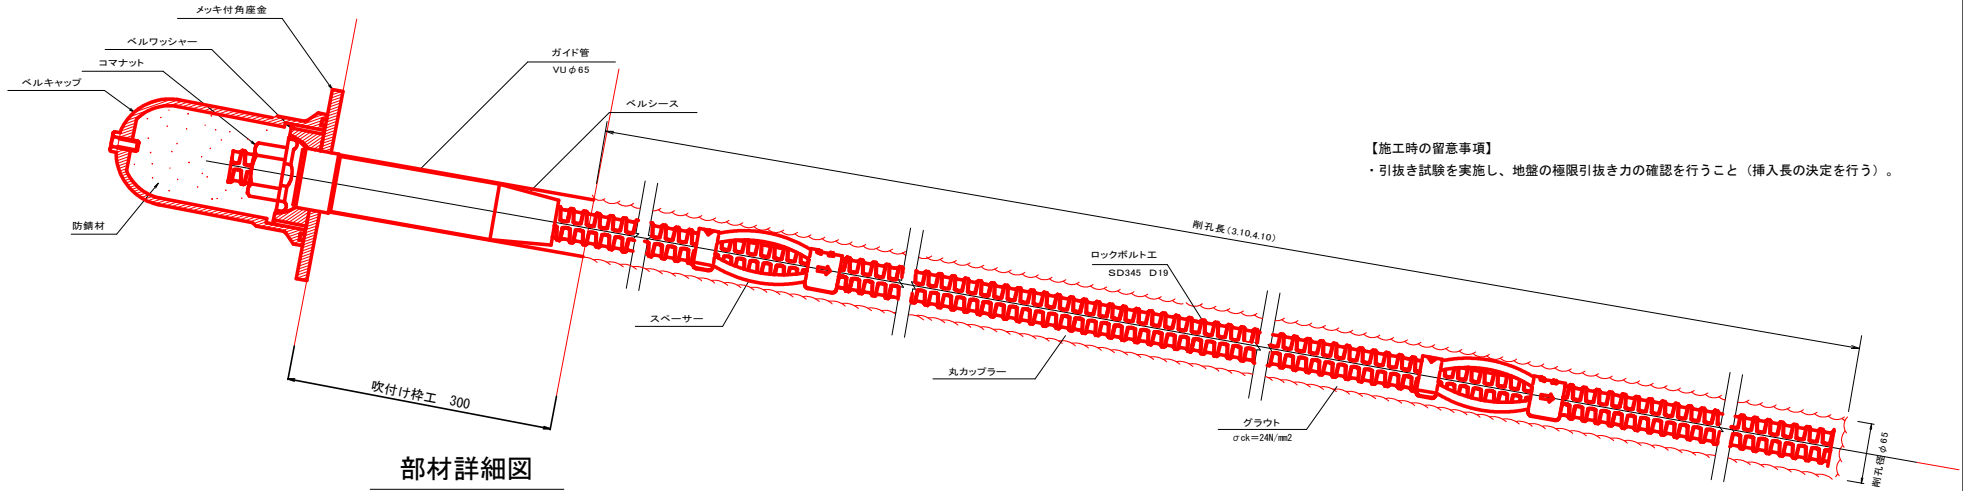 メッキ付角座金
ベルワッシャー
コマナット
ベルキャップ
ガイド管
VUφ65
ベルシース
【施工時の留意事項】
・引抜き試験を実施し、地盤の極限引抜き力の確認を行うこと（挿入長の決定を行う）。
防錆材
削孔長(3.10,4.10)
ロックボルト工
SD345 D19
スペーサー
丸カップラー
吹付け枠工 300
グラウト
σck=24N/mm2
削孔径φ65
部材詳細図